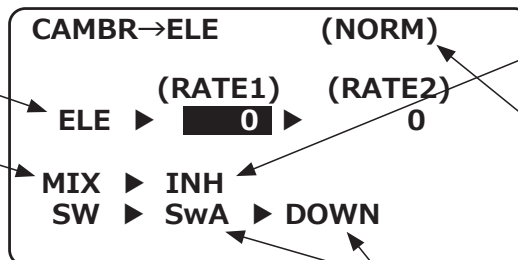 CAMBR→ELE (NORM)
(RATE1) (RATE2)
ELE ▶ 0 ▶ 0
MIX ▶ INH
SW ▶ SwA ▶ DOWN